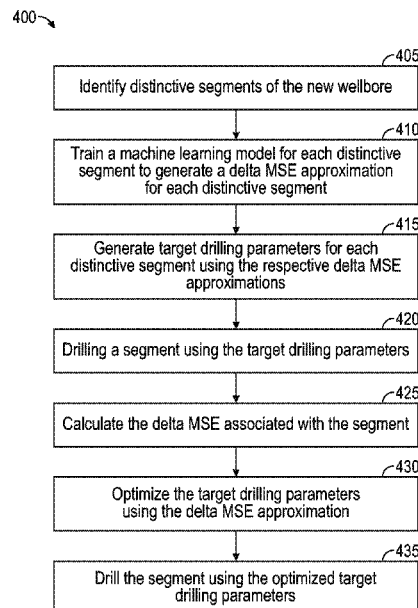 400
405
Identify distinctive segments of the new wellbore
410
Train a machine learning model for each distinctive
segment to generate a delta MSE approximation
for each distinctive segment
415
Generate target drilling parameters for each
distinctive segment using the respective delta MSE
approximations
420
Drilling a segment using the target drilling parameters
425
Calculate the delta MSE associated with the segment
430
Optimize the target drilling parameters
using the delta MSE approximation
435
Drill the segment using the optimized target
drilling parameters